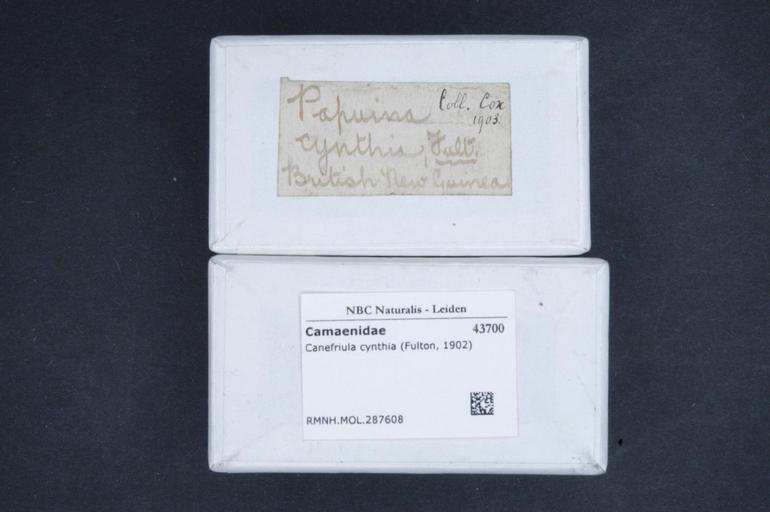 Papuina Coll. Cox
1903.
cynthia, Fult.
British New Guinea
NBC Naturalis - Leiden
Camaenidae 43700
Canefriula cynthia (Fulton, 1902)
RMNH.MOL.287608